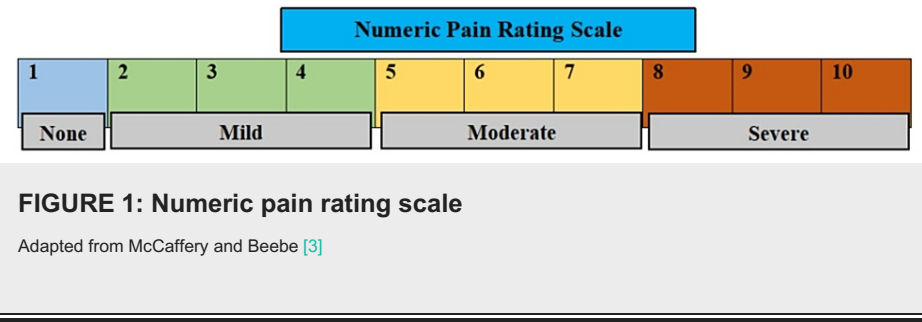 Numeric Pain Rating Scale
1 2 3 4 5 6 7 8 9 10
None Mild Moderate Severe
FIGURE 1: Numeric pain rating scale
Adapted from McCaffery and Beebe [3]